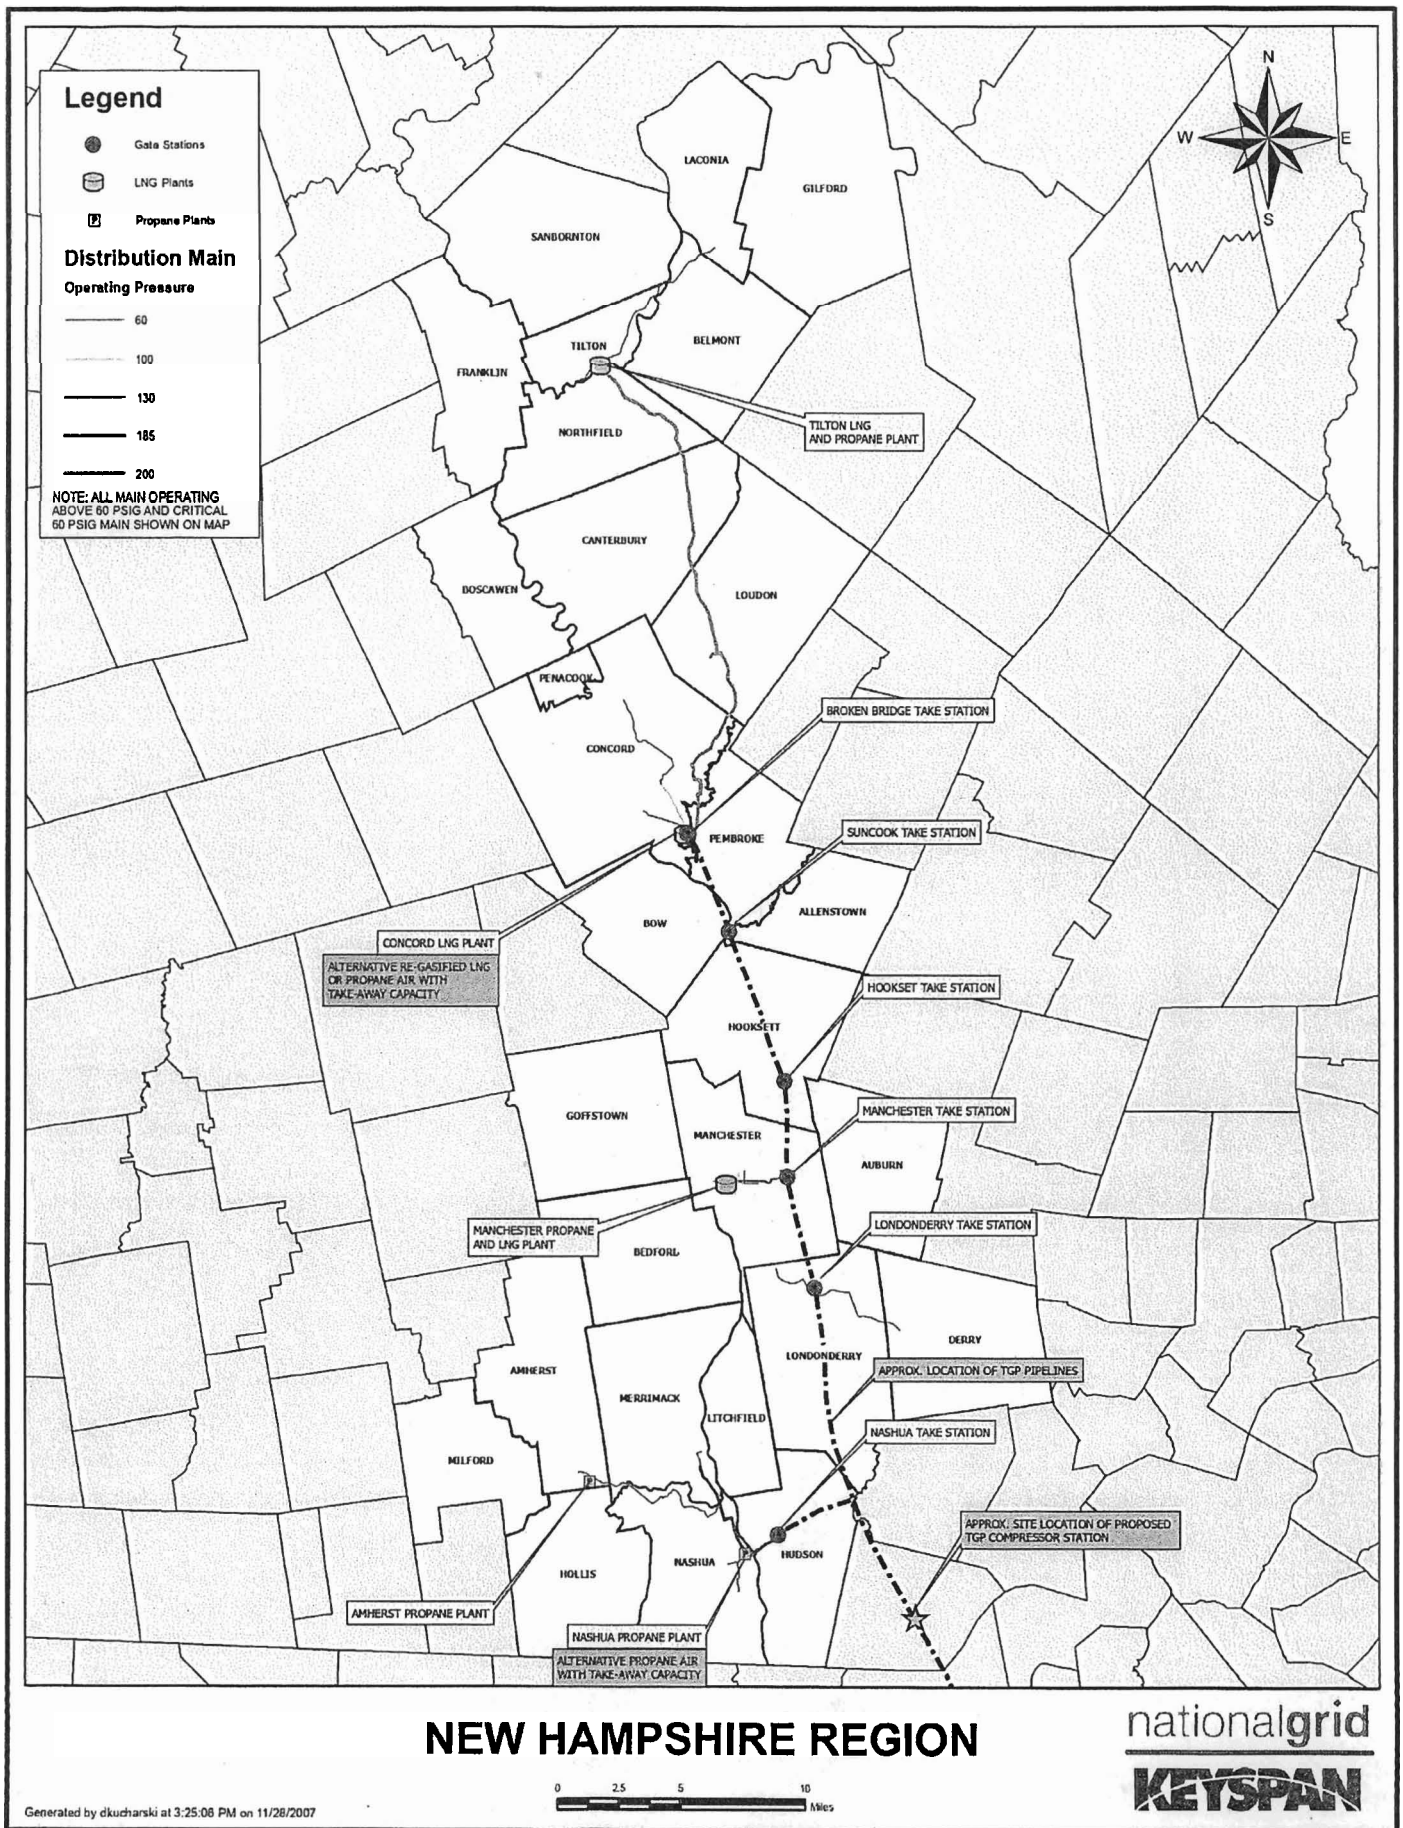 Legend
Gate Stations
LNG Plants
P
Propane Plants
Distribution Main
Operating Pressure
60
100
130
185
200
NOTE: ALL MAIN OPERATING
ABOVE 60 PSIG AND CRITICAL
60 PSIG MAIN SHOWN ON MAP
N
W
E
S
LACONIA
GILFORD
SANBORNTON
TILTON
BELMONT
FRANKLIN
TILTON LNG
AND PROPANE PLANT
NORTHFIELD
CANTERBURY
BOSCAWEN
LOUDON
PENACOOK
BROKEN BRIDGE TAKE STATION
CONCORD
SUNCOOK TAKE STATION
PEMBROKE
ALLENSTOWN
BOW
CONCORD LNG PLANT
ALTERNATIVE RE-GASIFIED LNG
OR PROPANE AIR WITH
TAKE-AWAY CAPACITY
HOOKSET TAKE STATION
HOOKSETT
GOFFSTOWN
MANCHESTER TAKE STATION
MANCHESTER
AUBURN
MANCHESTER PROPANE
AND LNG PLANT
LONDONDERRY TAKE STATION
BEDFORD
DERRY
LONDONDERRY
AMHERST
APPROX. LOCATION OF TGP PIPELINES
MERRIMACK
LITCHFIELD
NASHUA TAKE STATION
MILFORD
P
APPROX. SITE LOCATION OF PROPOSED
TGP COMPRESSOR STATION
P
HUDSON
NASHUA
HOLLIS
AMHERST PROPANE PLANT
NASHUA PROPANE PLANT
ALTERNATIVE PROPANE AIR
WITH TAKE-AWAY CAPACITY
NEW HAMPSHIRE REGION
nationalgrid
KEYSPAN
0 2.5 5 10
Miles
Generated by dkucharski at 3:25:06 PM on 11/28/2007